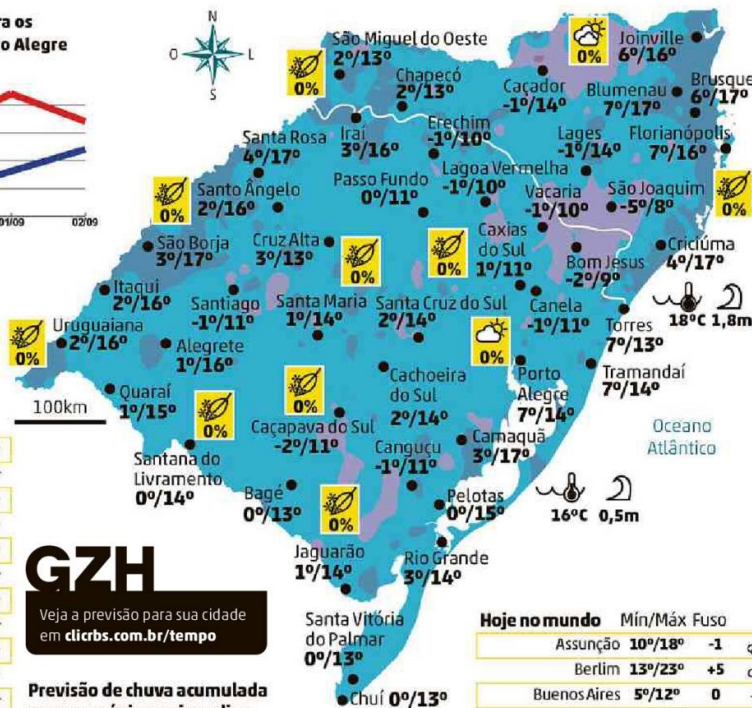 ra os
o Alegre
01/09
02/09
N
O
L
S
São Miguel do Oeste
2º/13º
0%
Chapecó
2º/13º
0%
Joinville
6º/16º
Caçador
-1º/14º
Blumenau
7º/17º
Brusque
6º/17º
Santa Rosa
4º/17º
Iraí
3º/16º
Erechim
-1º/10º
Lages
-1º/14º
Florianópolis
7º/16º
0%
Santo Ângelo
2º/16º
0%
Passo Fundo
0º/11º
Lagoa Vermelha
-1º/10º
Vacaria
-1º/10º
São Joaquim
-5º/8º
São Borja
3º/17º
Cruz Alta
3º/13º
0%
0%
Caxias
do Sul
1º/11º
Bom Jesus
-2º/9º
Criciúma
4º/17º
Itaqui
2º/16º
Santiago
-1º/11º
Santa Maria
1º/14º
Santa Cruz do Sul
2º/14º
Canela
-1º/11º
Torres
7º/13º
18ºC 1,8m
0%
Uruguaiana
2º/16º
Alegrete
1º/16º
0%
Tramandaí
7º/14º
Quaraí
1º/15º
Cachoeira
do Sul
2º/14º
Porto
Alegre
7º/14º
100km
0%
0%
Caçapava do Sul
-2º/11º
Canguçu
-1º/11º
Camaquã
3º/17º
Oceano
Atlântico
Santana do
Livramento
0º/14º
Bagé
0º/13º
0%
Pelotas
0º/15º
16ºC 0,5m
Jaguarão
1º/14º
Rio Grande
3º/14º
GZH
Veja a previsão para sua cidade
em clicrbs.com.br/tempo
Santa Vitória
do Palmar
0º/13º
Chuí 0º/13º
Previsão de chuva acumulada
Hoje no mundo Mín/Máx Fuso
Assunção 10º/18º -1
Berlim 13º/23º +5
Buenos Aires 5º/12º 0